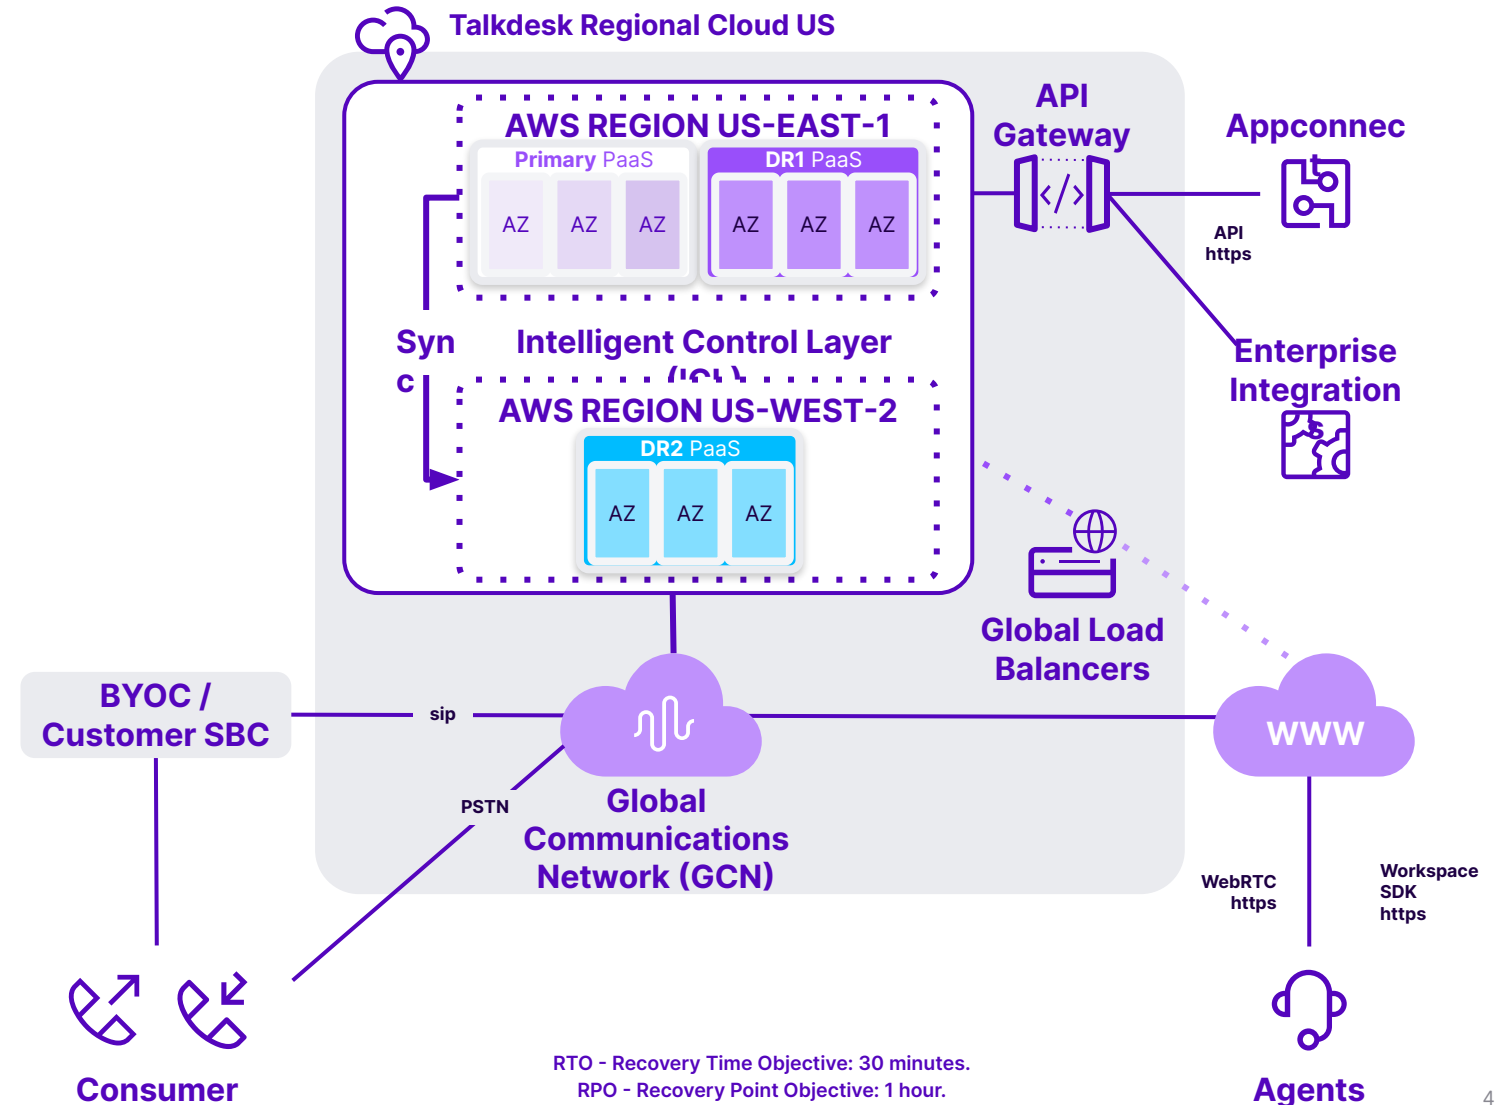 Talkdesk Regional Cloud US
AWS REGION US-EAST-1
Primary PaaS
DR1 PaaS
AZ
AZ
AZ
AZ
AZ
AZ
API
Gateway
Appconnec
t
API
https
Syn
c
Intelligent Control Layer
(ICL)
Enterprise
Integration
s
AWS REGION US-WEST-2
DR2 PaaS
AZ
AZ
AZ
Global Load
Balancers
BYOC /
Customer SBC
sip
www
PSTN
Global
Communications
Network (GCN)
WebRTC
https
Workspace
SDK
https
Consumer
Agents
RTO - Recovery Time Objective: 30 minutes.
RPO - Recovery Point Objective: 1 hour.
4